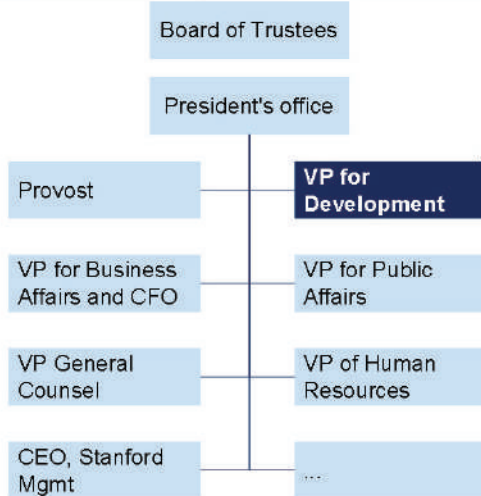 Board of Trustees
President's office
Provost
VP for
Development
VP for Business
Affairs and CFO
VP for Public
Affairs
VP General
Counsel
VP of Human
Resources
CEO, Stanford
Mgmt
...